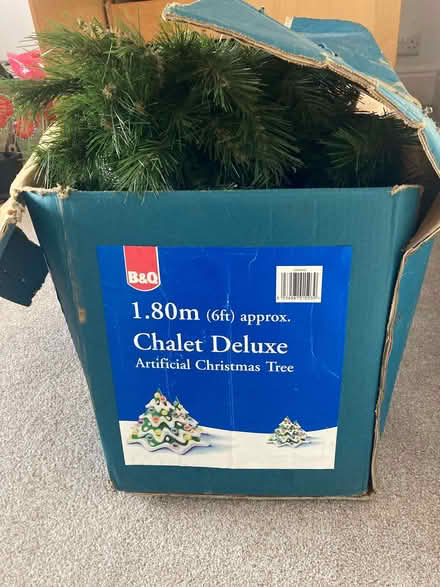 B&Q
1.80m (6ft) approx.
Chalet Deluxe
Artificial Christmas Tree